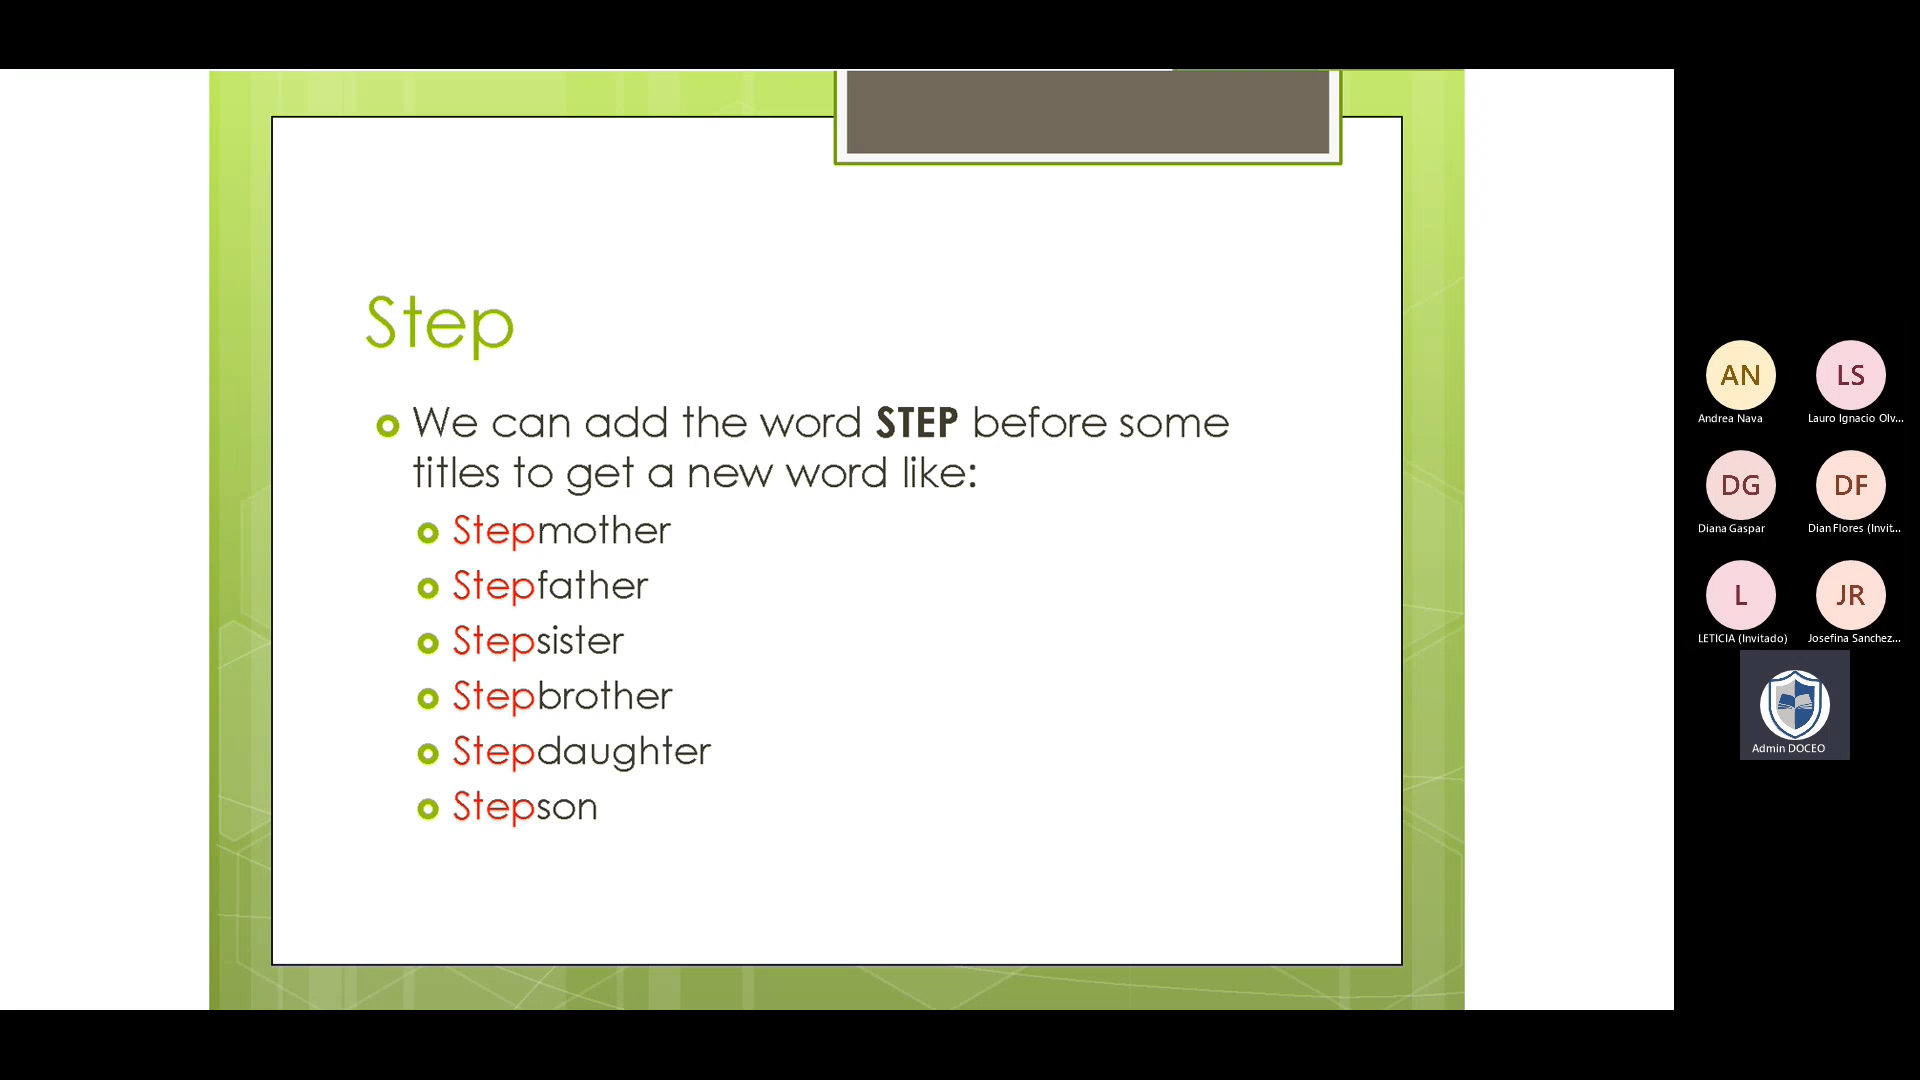 Step
We can add the word STEP before some
titles to get a new word like:
Stepmother
Stepfather
Stepsister
Stepbrother
Stepdaughter
Stepson
AN
Andrea Nava
LS
Lauro Ignacio Olv...
DG
Diana Gaspar
DF
Dian Flores (Invit...
L
LETICIA (Invitado)
JR
Josefina Sanchez...
Admin DOCEO